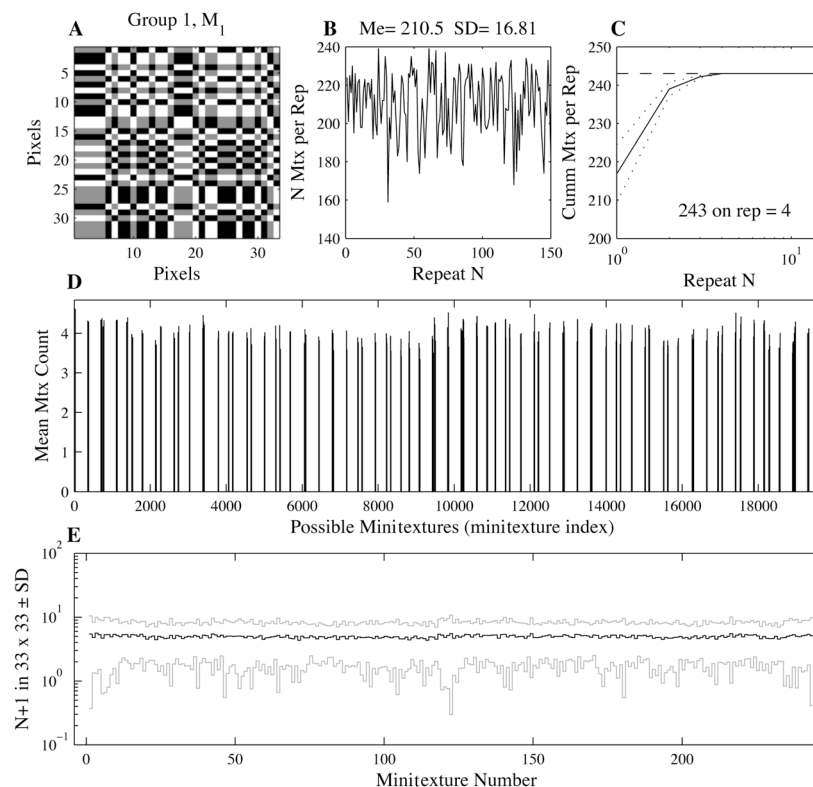 A
Group 1, M1
5
10
15
20
25
30
Pixels
10
20
30
Pixels
B
Me= 210.5 SD= 16.81
240
220
200
180
160
140
N Mtx per Rep
0
50
100
150
Repeat N
C
250
240
230
220
210
200
Cumm Mtx per Rep
243 on rep = 4
10^0
10^1
Repeat N
D
4
3
2
1
0
Mean Mtx Count
0
2000
4000
6000
8000
10000
12000
14000
16000
18000
Possible Minitextures (minitexture index)
E
10^2
10^1
10^0
10^-1
N+1 in 33 x 33 ± SD
0
50
100
150
200
Minitexture Number